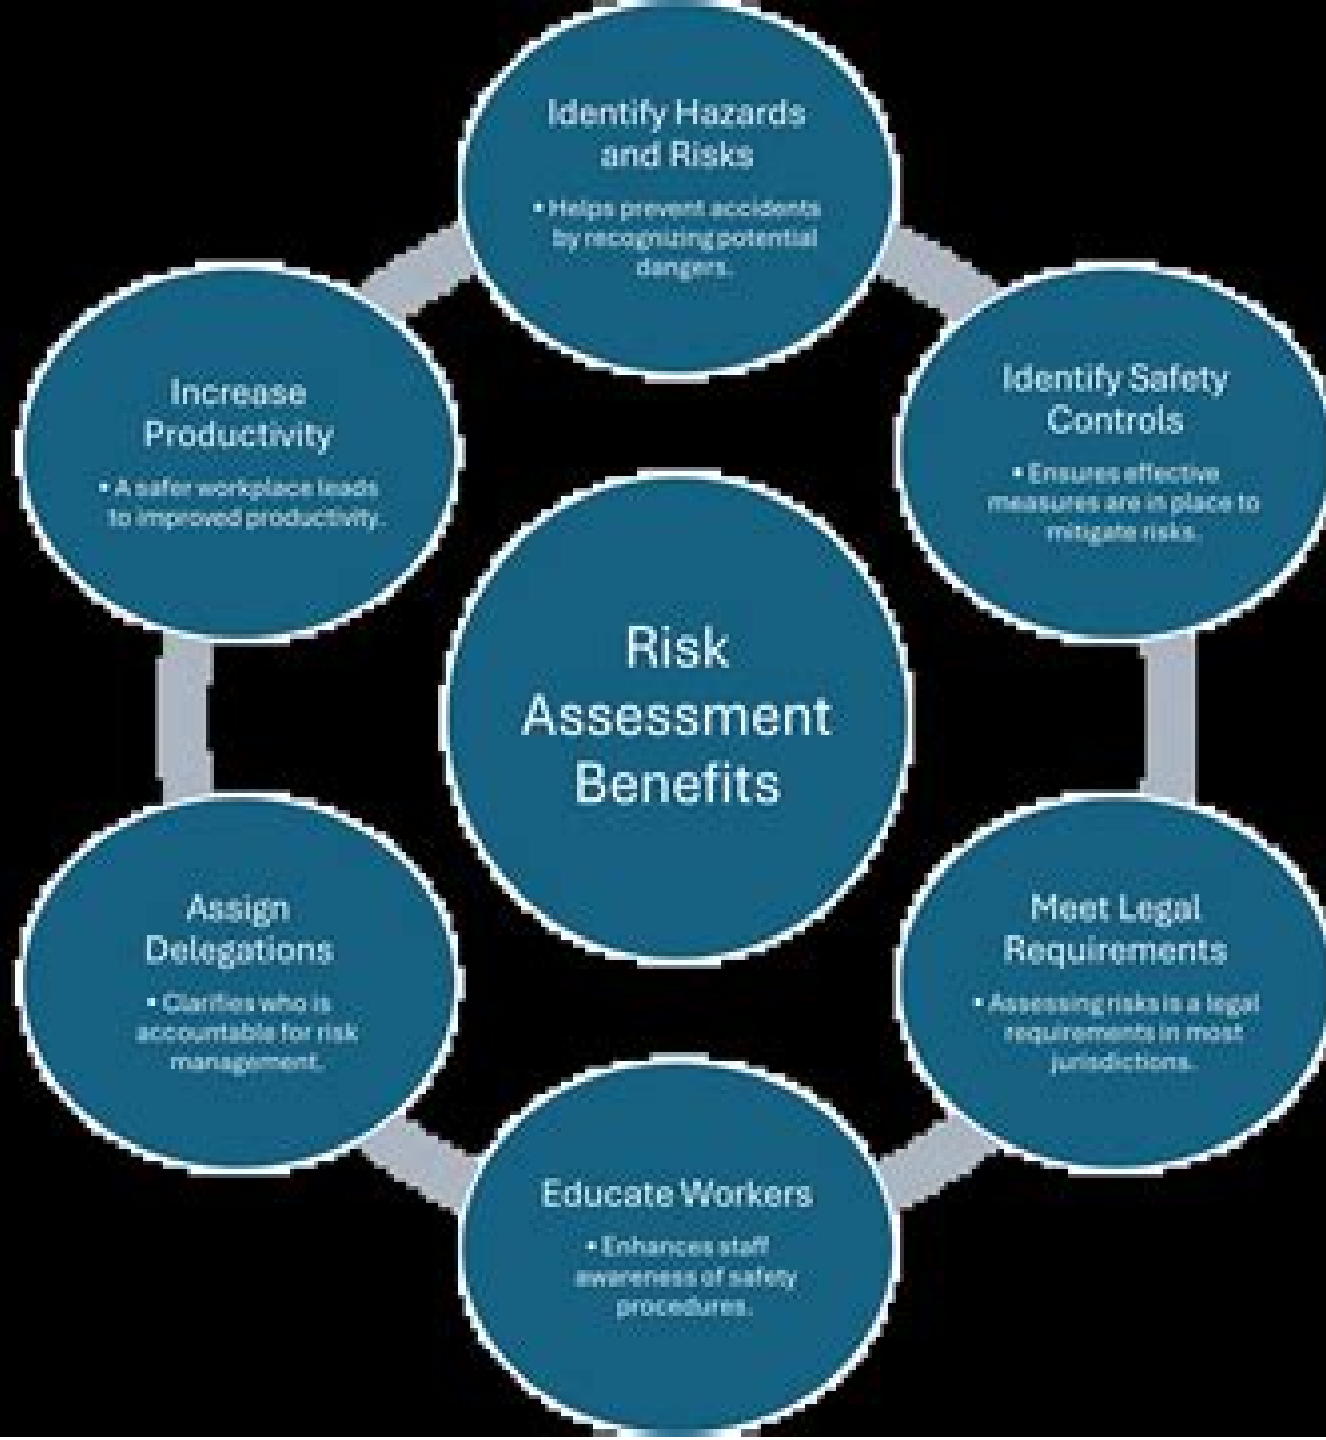 Identify Hazards
and Risks
• Helps prevent accidents
by recognizing potential
dangers.
Identify Safety
Controls
• Ensures effective
measures are in place to
mitigate risks.
Meet Legal
Requirements
• Assessing risks is a legal
requirements in most
jurisdictions.
Educate Workers
• Enhances staff
awareness of safety
procedures.
Assign
Delegations
• Clarifies who is
accountable for risk
management.
Increase
Productivity
• A safer workplace leads
to improved productivity.
Risk
Assessment
Benefits